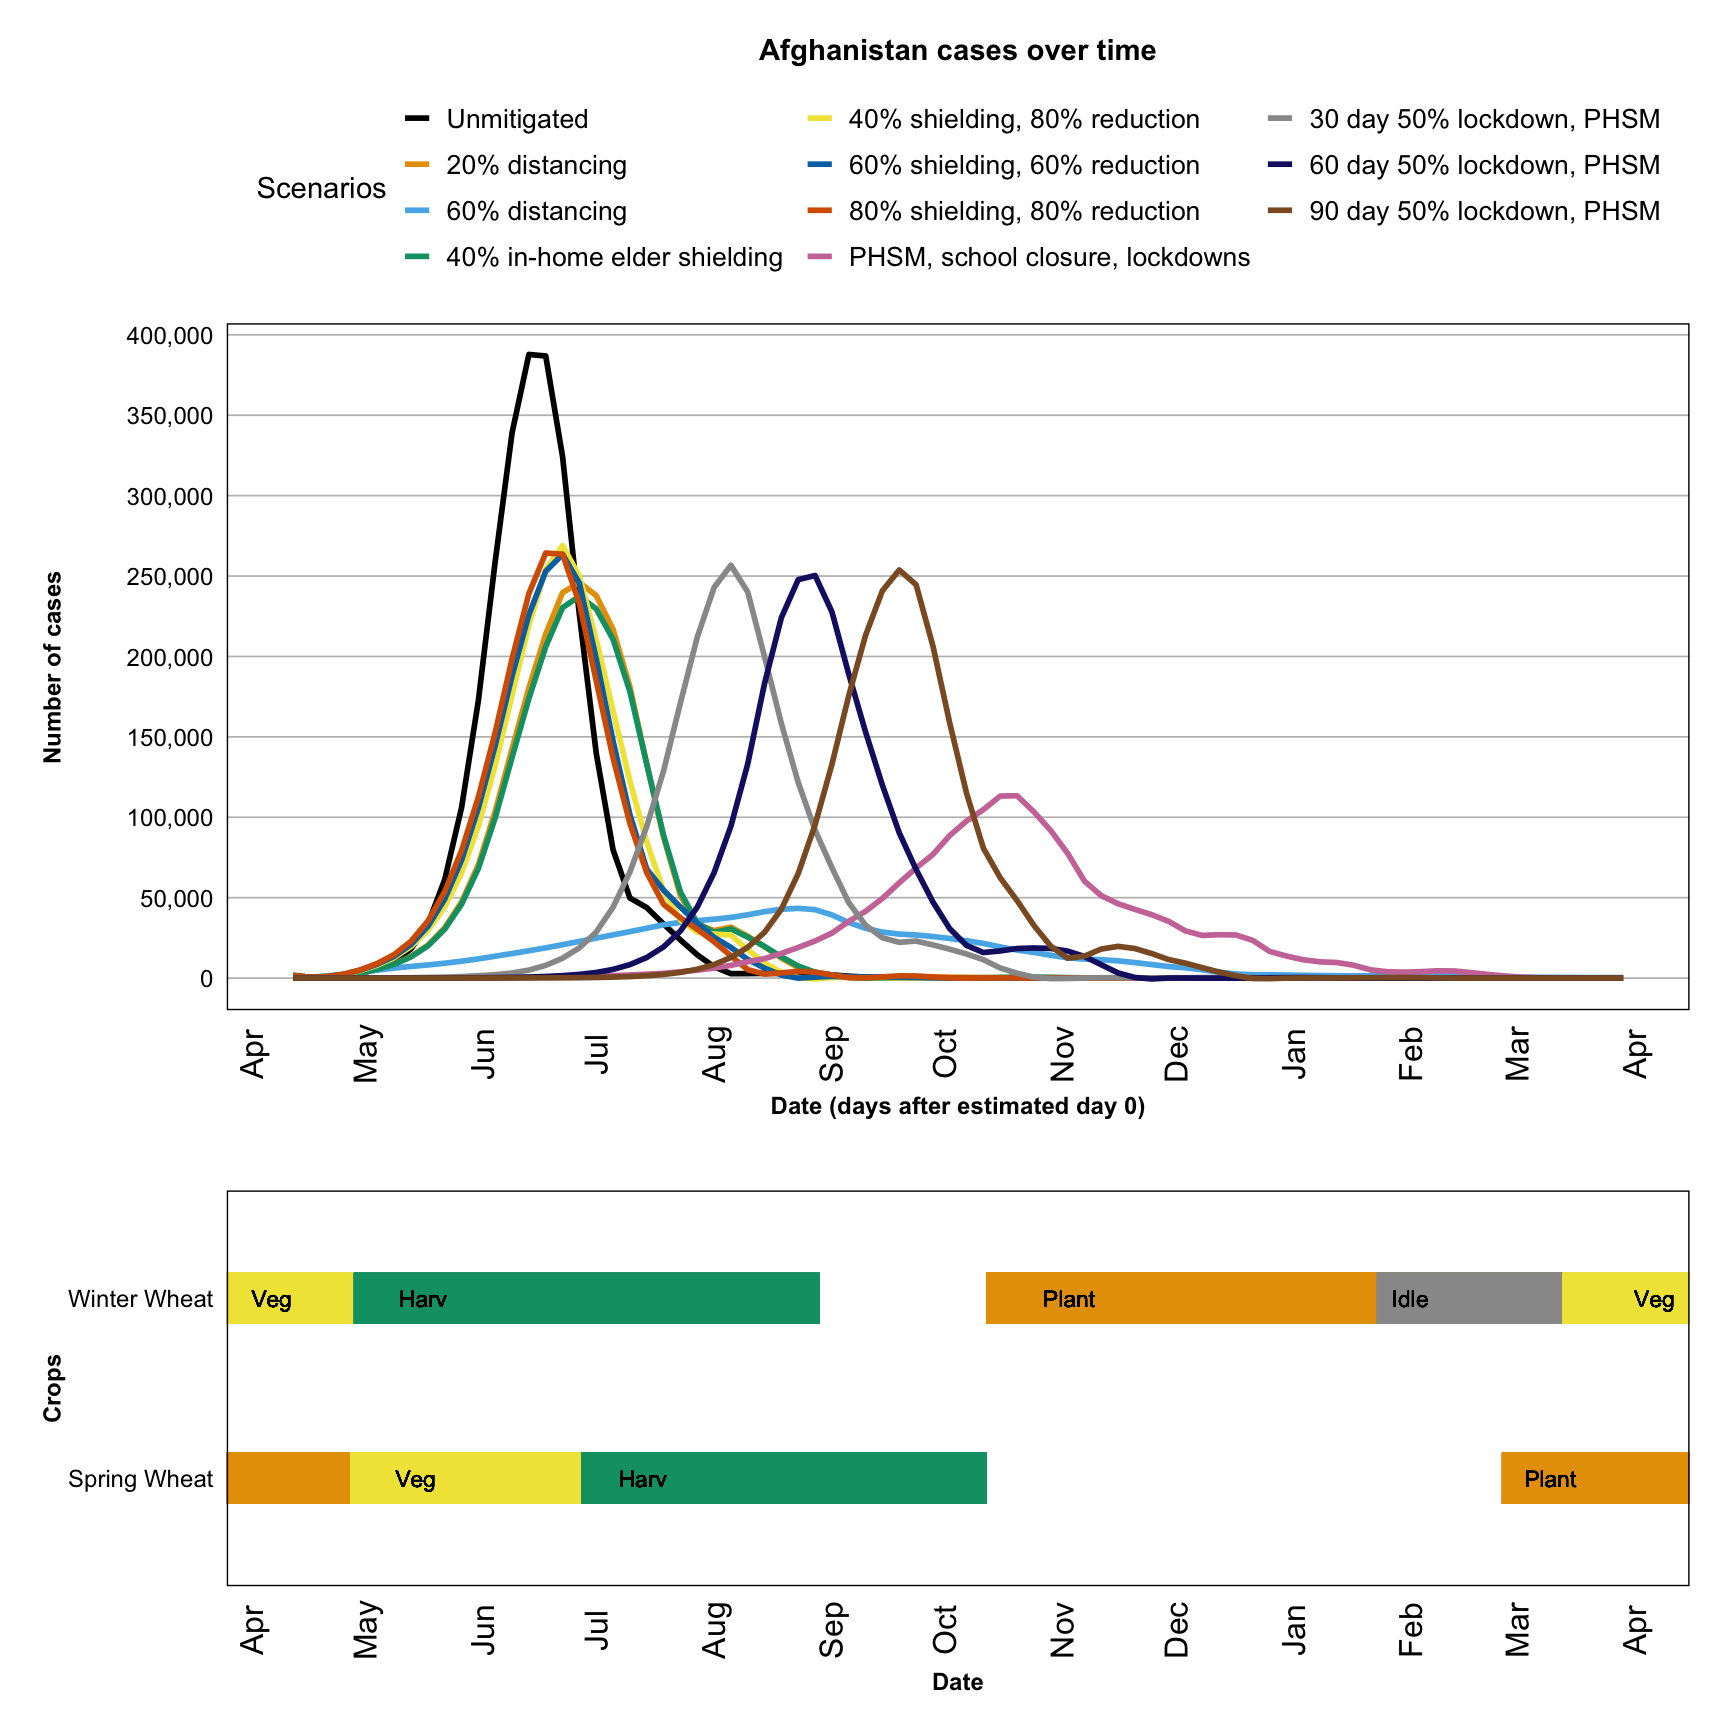 Afghanistan cases over time
Scenarios
Unmitigated
20% distancing
60% distancing
40% in-home elder shielding
40% shielding, 80% reduction
60% shielding, 60% reduction
80% shielding, 80% reduction
PHSM, school closure, lockdowns
30 day 50% lockdown, PHSM
60 day 50% lockdown, PHSM
90 day 50% lockdown, PHSM
Number of cases
400,000
350,000
300,000
250,000
200,000
150,000
100,000
50,000
0
Apr May Jun Jul Aug Sep Oct Nov Dec Jan Feb Mar Apr
Date (days after estimated day 0)
Crops
Winter Wheat Veg Harv Plant Idle Veg
Spring Wheat Veg Harv Plant
Apr May Jun Jul Aug Sep Oct Nov Dec Jan Feb Mar Apr
Date